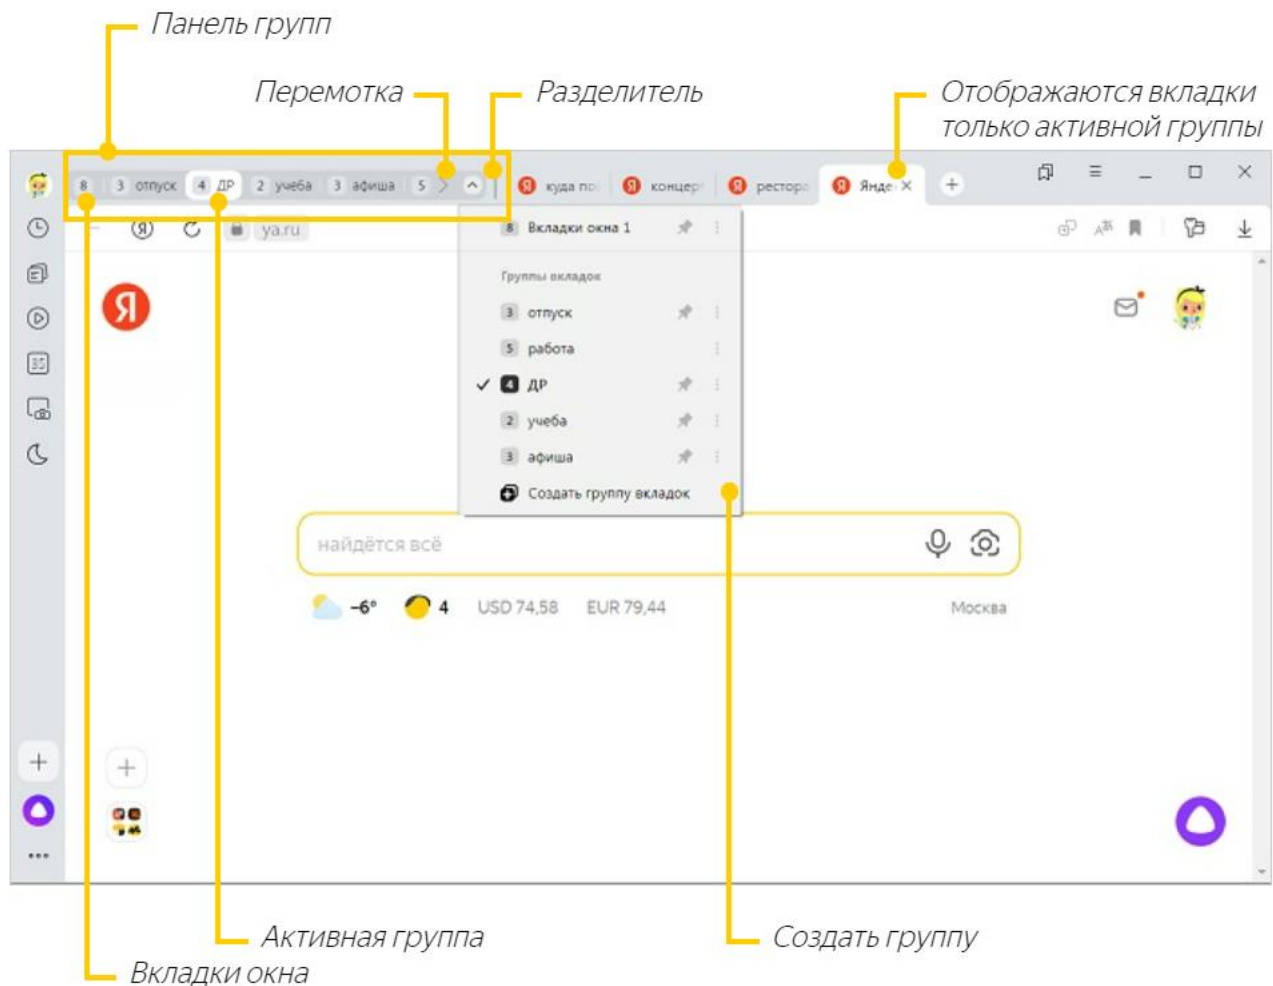 Панель групп
Перемотка
Разделитель
Отображаются вкладки
только активной группы
8 3 отпуск 4 ДР 2 учеба 3 афиша 5
Я куда по Я концер Я рестора Я Янде
Я ya.ru
8 Вкладки окна 1
Группы вкладок
3 отпуск
5 работа
4 ДР
2 учеба
3 афиша
Создать группу вкладок
Я
35
найдётся всё
-6° 4 USD 74,58 EUR 79,44 Москва
Активная группа
Создать группу
Вкладки окна